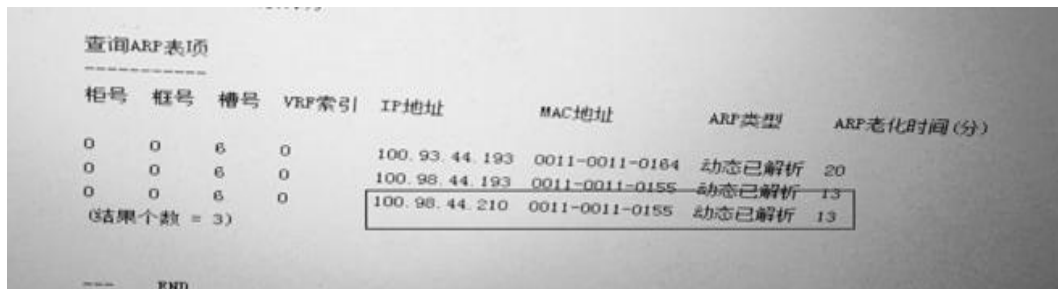 查询ARP表项
-----------
柜号 框号 槽号 VRF索引 IP地址 MAC地址 ARP类型 ARP老化时间(分)
0 0 6 0 100.93.44.193 0011-0011-0164 动态已解析 20
0 0 6 0 100.98.44.193 0011-0011-0155 动态已解析 13
0 0 6 0 100.98.44.210 0011-0011-0155 动态已解析 13
(结果个数 = 3)
--- END